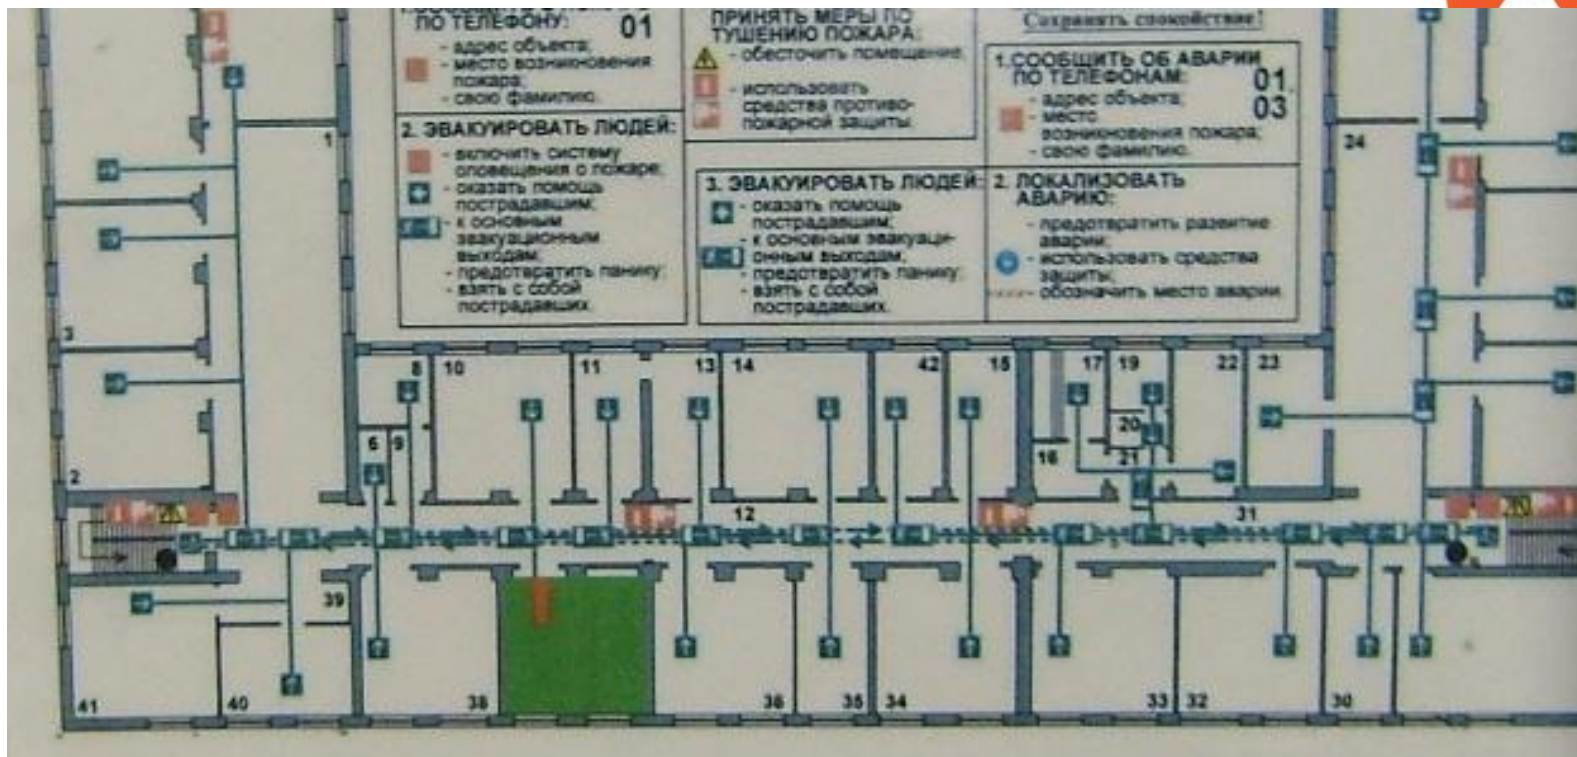 ПО ТЕЛЕФОНУ: 01
- адрес объекта;
- место возникновения
пожара;
- свою фамилию.
2. ЭВАКУИРОВАТЬ ЛЮДЕЙ:
- включить систему
оповещения о пожаре;
- оказать помощь
пострадавшим;
- к основным
эвакуационным
выходам;
- предотвратить панику;
- взять с собой
пострадавших.
ПРИНЯТЬ МЕРЫ ПО
ТУШЕНИЮ ПОЖАРА:
- обесточить помещение;
- использовать
средства противо-
пожарной защиты.
3. ЭВАКУИРОВАТЬ ЛЮДЕЙ:
- оказать помощь
пострадавшим;
- к основным эвакуаци-
онным выходам;
- предотвратить панику;
- взять с собой
пострадавших.
Сохранять спокойствие!
1.СООБЩИТЬ ОБ АВАРИИ
ПО ТЕЛЕФОНАМ: 01.
03
- адрес объекта;
- место
возникновения пожара;
- свою фамилию.
2. ЛОКАЛИЗОВАТЬ
АВАРИЮ:
- предотвратить развитие
аварии;
- использовать средства
защиты;
- обозначить место аварии
1
24
3
8 10 11 13 14 42 15 17 19 22 23
6 9 20
16 21
2
12 31
39
41 40 38 36 35 34 33 32 30